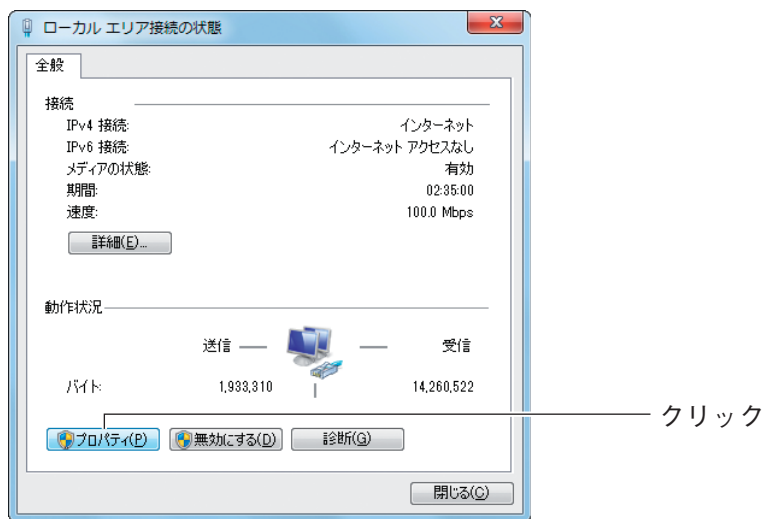 ローカル エリア接続の状態
全般
接続
IPv4 接続: インターネット
IPv6 接続: インターネット アクセスなし
メディアの状態: 有効
期間: 02:35:00
速度: 100.0 Mbps
詳細(E)...
動作状況
送信 受信
バイト: 1,933,310 14,260,522
クリック
プロパティ(P) 無効にする(D) 診断(G)
閉じる(C)